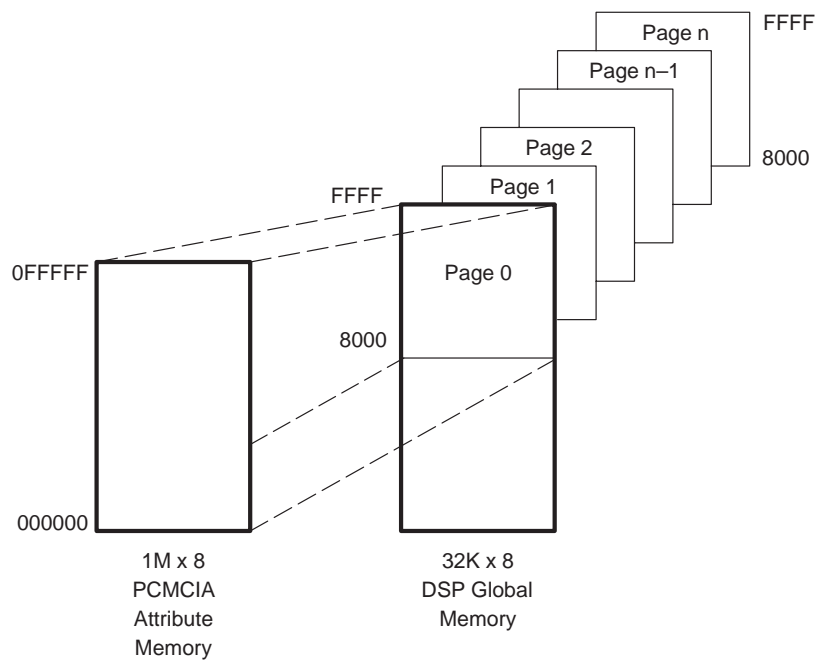 Page n
FFFF
Page n–1
Page 2
8000
Page 1
FFFF
0FFFFF
Page 0
8000
000000
1M x 8
PCMCIA
Attribute
Memory
32K x 8
DSP Global
Memory